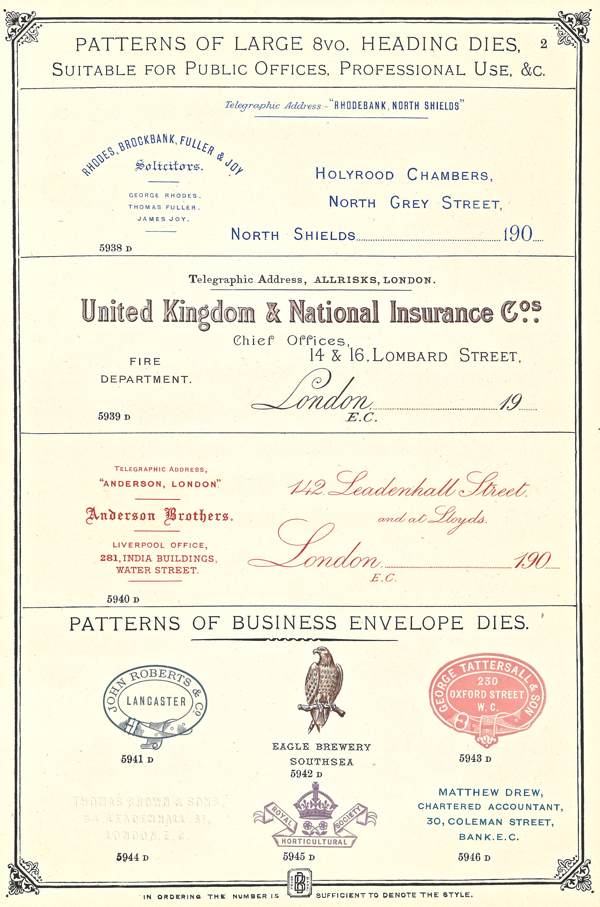 PATTERNS OF LARGE 8VO. HEADING DIES, 2
SUITABLE FOR PUBLIC OFFICES, PROFESSIONAL USE, &C.
Telegraphic Address - "RHODEBANK, NORTH SHIELDS"
RHODES, BROCKBANK, FULLER & JOY
Solicitors.
GEORGE RHODES.
THOMAS FULLER.
JAMES JOY.
HOLYROOD CHAMBERS,
NORTH GREY STREET,
NORTH SHIELDS 190
5938 D
Telegraphic Address, ALLRISKS, LONDON.
United Kingdom & National Insurance Cos.
Chief Offices,
14 & 16, LOMBARD STREET,
FIRE
DEPARTMENT.
London 19
E.C.
5939 D
TELEGRAPHIC ADDRESS,
"ANDERSON, LONDON"
Anderson Brothers.
LIVERPOOL OFFICE,
281, INDIA BUILDINGS,
WATER STREET.
142 Leadenhall Street.
and at Lloyds.
London 190
E.C.
5940 D
PATTERNS OF BUSINESS ENVELOPE DIES.
JOHN ROBERTS & CO
LANCASTER
5941 D
EAGLE BREWERY
SOUTHSEA
5942 D
GEORGE TATTERSALL & SON
230
OXFORD STREET
W.C.
5943 D
THOMAS BROWN & SONS,
LEADENHALL ST,
LONDON, E.C.
5944 D
ROYAL SOCIETY
HORTICULTURAL
5945 D
MATTHEW DREW,
CHARTERED ACCOUNTANT,
30, COLEMAN STREET,
BANK. E.C.
5946 D
IN ORDERING THE NUMBER IS SUFFICIENT TO DENOTE THE STYLE.